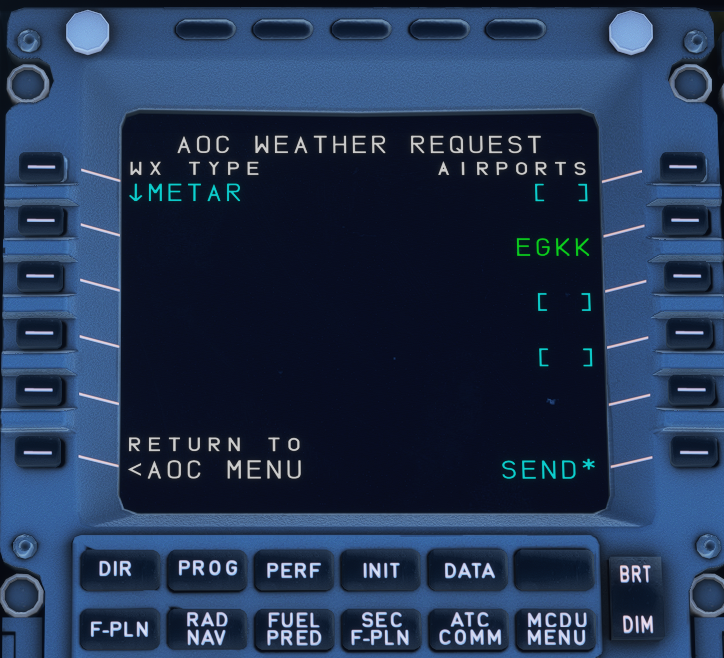 AOC WEATHER REQUEST
WX TYPE AIRPORTS
↓METAR [ ]
EGKK
[ ]
[ ]
RETURN TO
<AOC MENU SEND*
DIR PROG PERF INIT DATA
BRT
F-PLN RAD NAV FUEL PRED SEC F-PLN ATC COMM MCDU MENU
DIM